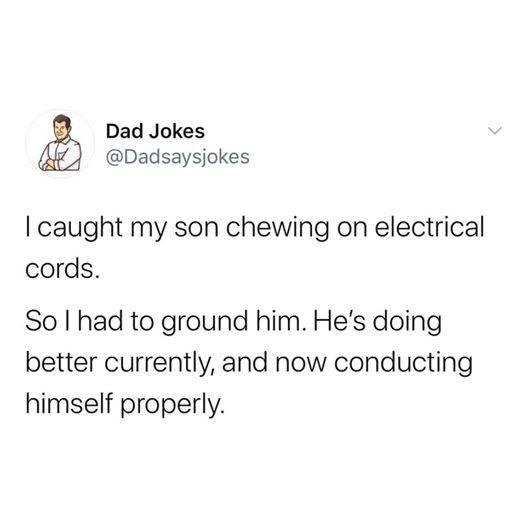 Dad Jokes
@Dadsaysjokes
I caught my son chewing on electrical
cords.
So I had to ground him. He’s doing
better currently, and now conducting
himself properly.